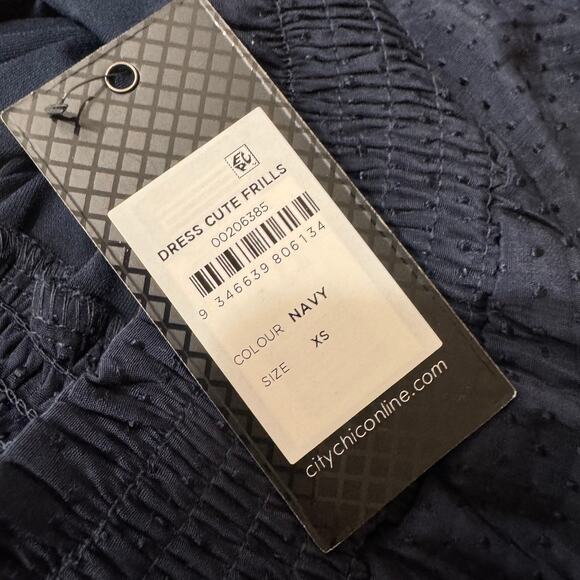 DRESS CUTE FRILLS
00206385
9 346639 806134
COLOUR NAVY
SIZE XS
citychiconline.com